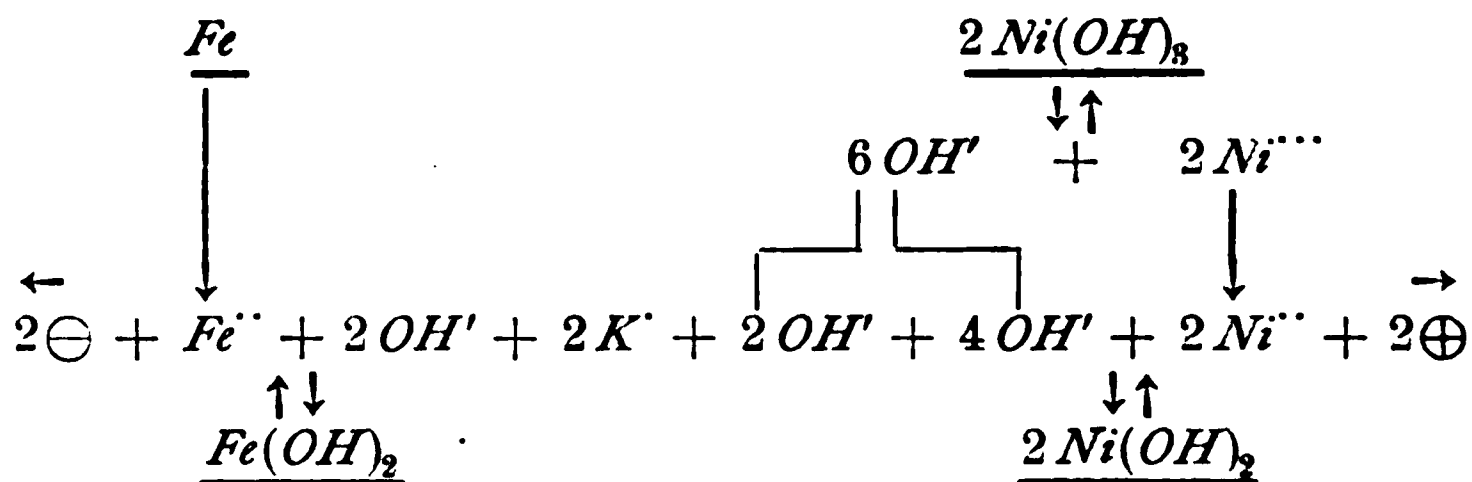 Fe 2 Ni(OH)₃
↓↑
6 OH′ + 2 Ni···
← →
2⊖ + Fe·· + 2 OH′ + 2 K· + 2 OH′ + 4 OH′ + 2 Ni·· + 2⊕
↑↓ ↓↑
Fe(OH)₂ 2 Ni(OH)₂